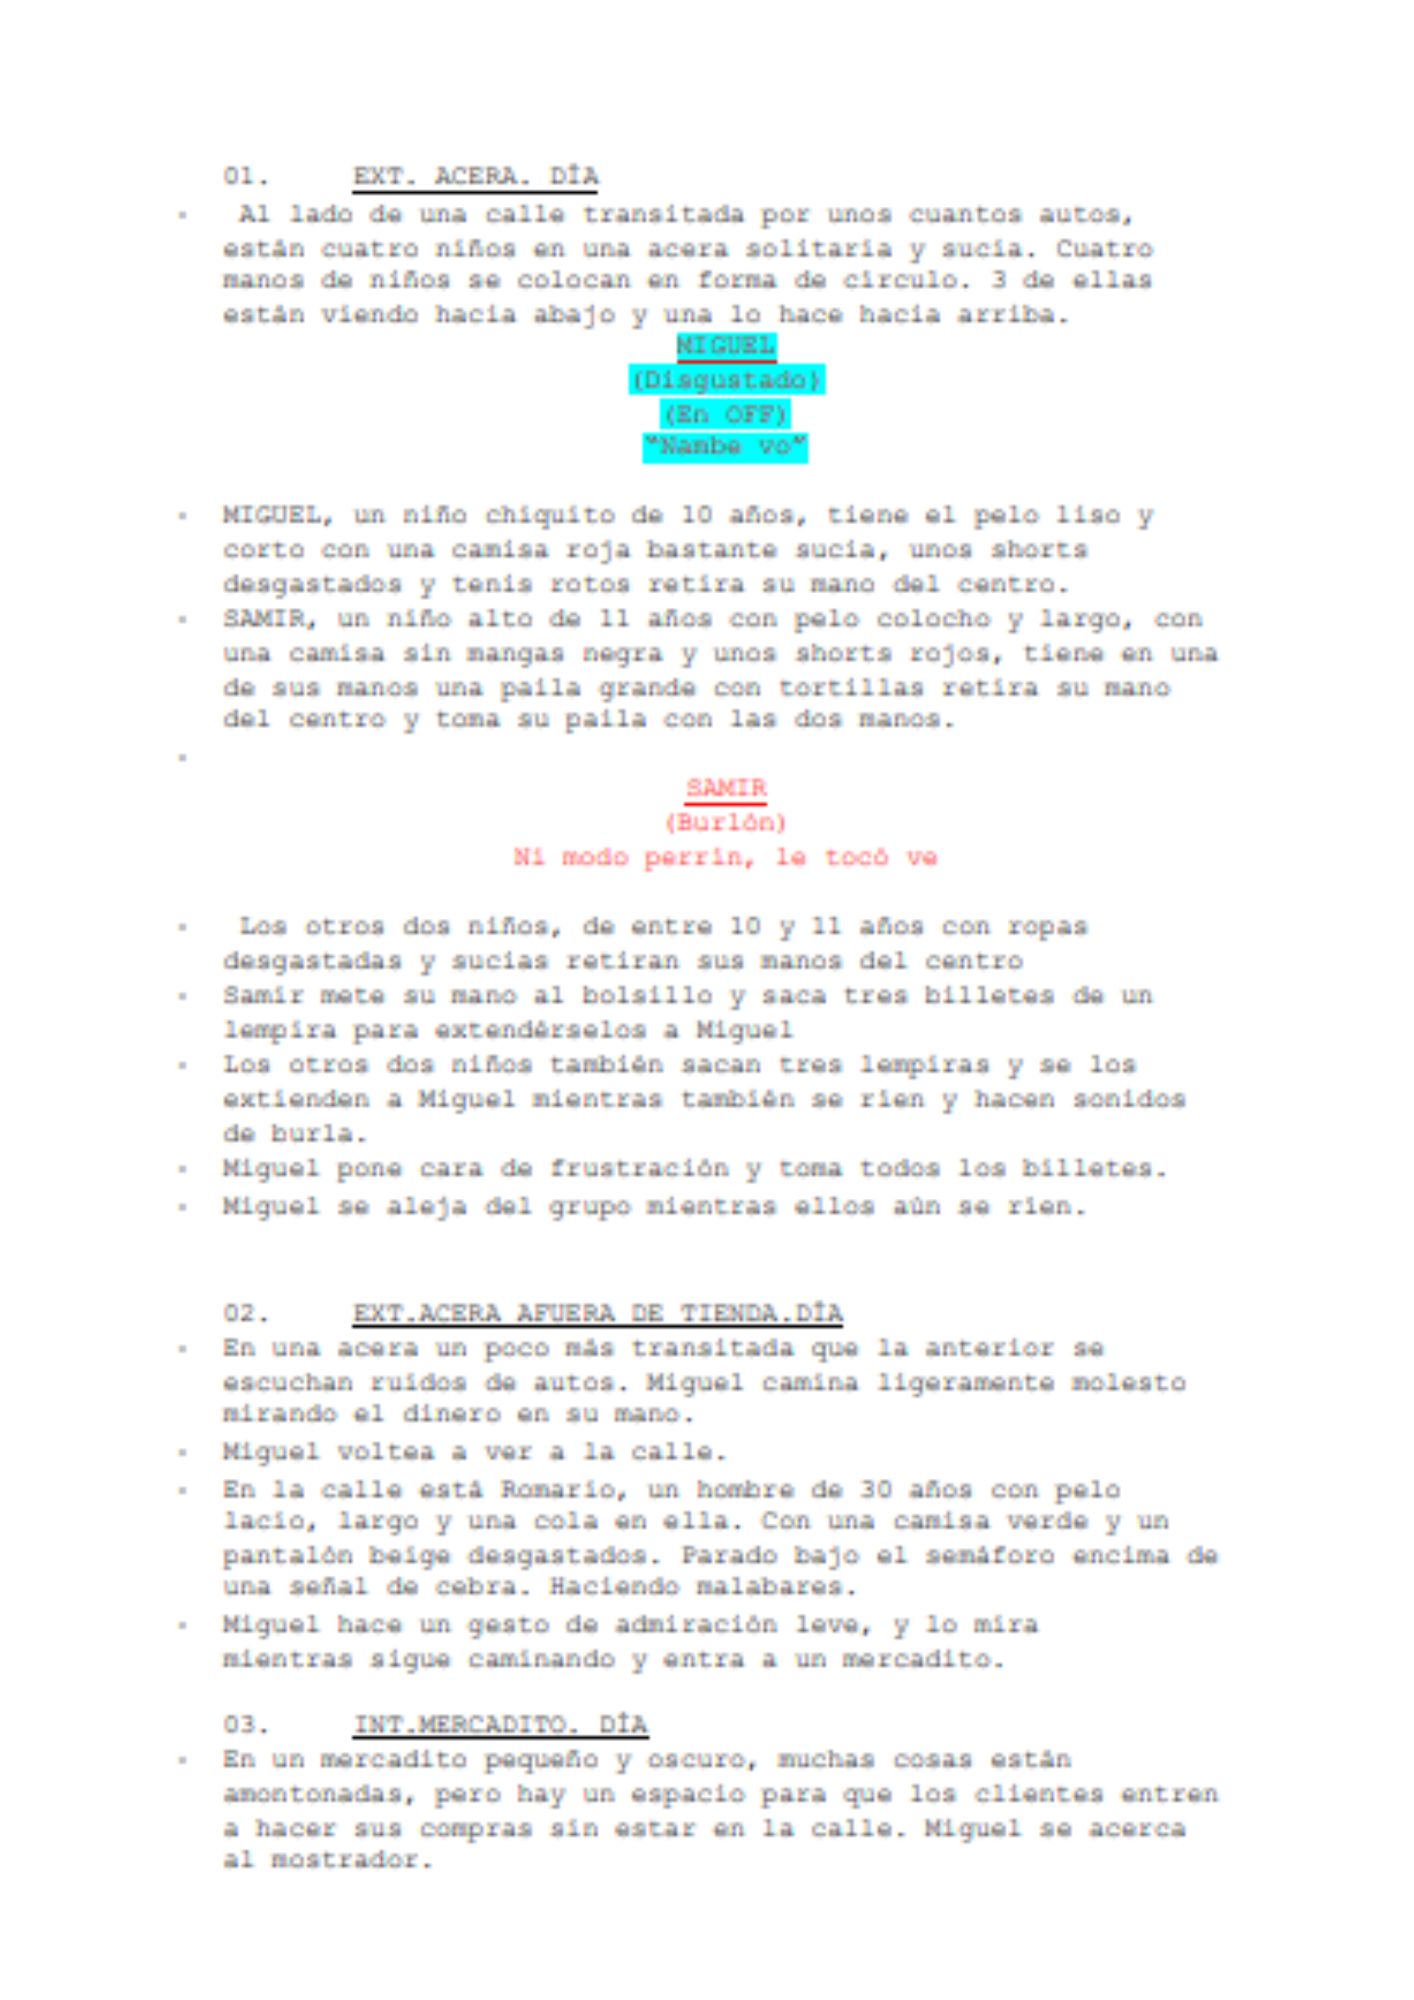 01. EXT. ACERA. DÍA
▪ Al lado de una calle transitada por unos cuantos autos,
están cuatro niños en una acera solitaria y sucia. Cuatro
manos de niños se colocan en forma de círculo. 3 de ellas
están viendo hacia abajo y una lo hace hacia arriba.
MIGUEL
(Disgustado)
(En OFF)
"Nambe vo"
▪ MIGUEL, un niño chiquito de 10 años, tiene el pelo liso y
corto con una camisa roja bastante sucia, unos shorts
desgastados y tenis rotos retira su mano del centro.
▪ SAMIR, un niño alto de 11 años con pelo colocho y largo, con
una camisa sin mangas negra y unos shorts rojos, tiene en una
de sus manos una paila grande con tortillas retira su mano
del centro y toma su paila con las dos manos.
▪
SAMIR
(Burlón)
Ni modo perrín, le tocó ve
▪ Los otros dos niños, de entre 10 y 11 años con ropas
desgastadas y sucias retiran sus manos del centro
▪ Samir mete su mano al bolsillo y saca tres billetes de un
lempira para extendérselos a Miguel
▪ Los otros dos niños también sacan tres lempiras y se los
extienden a Miguel mientras también se ríen y hacen sonidos
de burla.
▪ Miguel pone cara de frustración y toma todos los billetes.
▪ Miguel se aleja del grupo mientras ellos aún se ríen.
02. EXT.ACERA AFUERA DE TIENDA.DÍA
▪ En una acera un poco más transitada que la anterior se
escuchan ruidos de autos. Miguel camina ligeramente molesto
mirando el dinero en su mano.
▪ Miguel voltea a ver a la calle.
▪ En la calle está Romario, un hombre de 30 años con pelo
lacio, largo y una cola en ella. Con una camisa verde y un
pantalón beige desgastados. Parado bajo el semáforo encima de
una señal de cebra. Haciendo malabares.
▪ Miguel hace un gesto de admiración leve, y lo mira
mientras sigue caminando y entra a un mercadito.
03. INT.MERCADITO. DÍA
▪ En un mercadito pequeño y oscuro, muchas cosas están
amontonadas, pero hay un espacio para que los clientes entren
a hacer sus compras sin estar en la calle. Miguel se acerca
al mostrador.